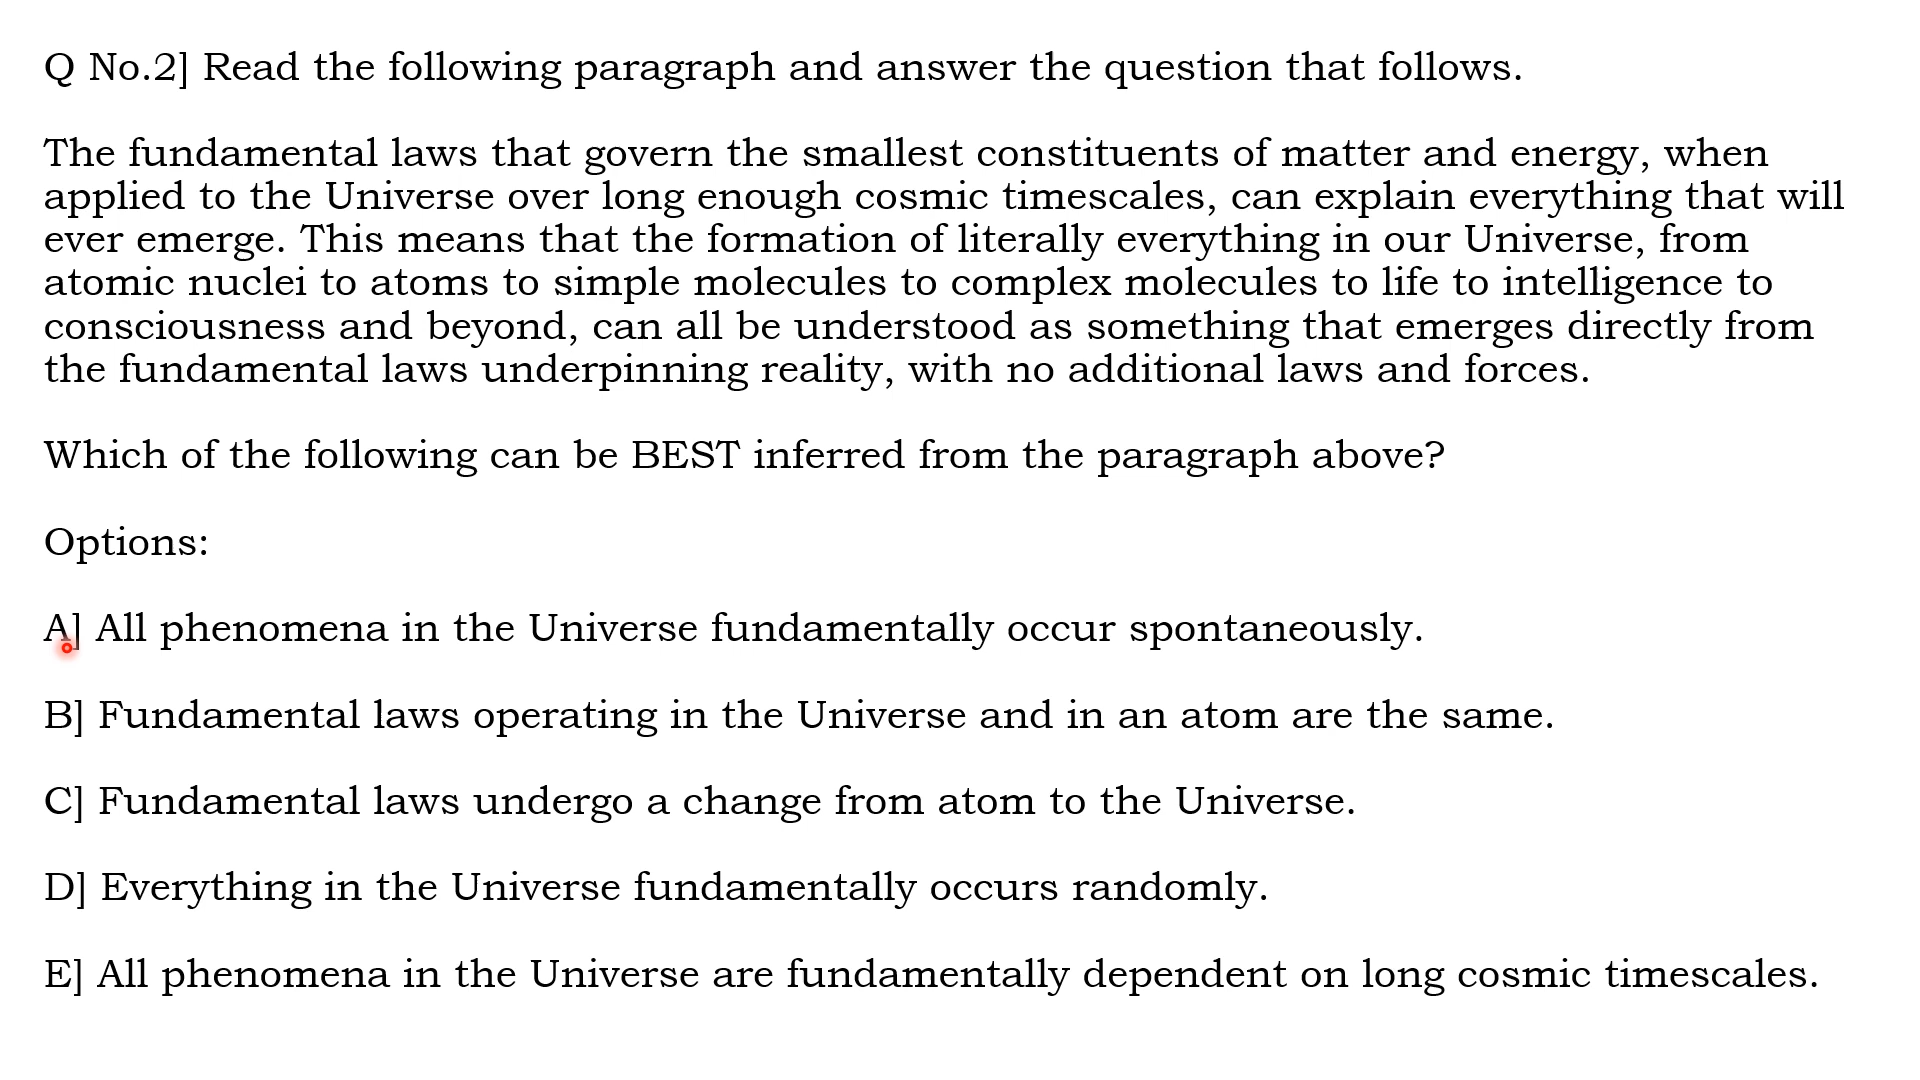 Q No.2] Read the following paragraph and answer the question that follows.
The fundamental laws that govern the smallest constituents of matter and energy, when
applied to the Universe over long enough cosmic timescales, can explain everything that will
ever emerge. This means that the formation of literally everything in our Universe, from
atomic nuclei to atoms to simple molecules to complex molecules to life to intelligence to
consciousness and beyond, can all be understood as something that emerges directly from
the fundamental laws underpinning reality, with no additional laws and forces.
Which of the following can be BEST inferred from the paragraph above?
Options:
A] All phenomena in the Universe fundamentally occur spontaneously.
B] Fundamental laws operating in the Universe and in an atom are the same.
C] Fundamental laws undergo a change from atom to the Universe.
D] Everything in the Universe fundamentally occurs randomly.
E] All phenomena in the Universe are fundamentally dependent on long cosmic timescales.